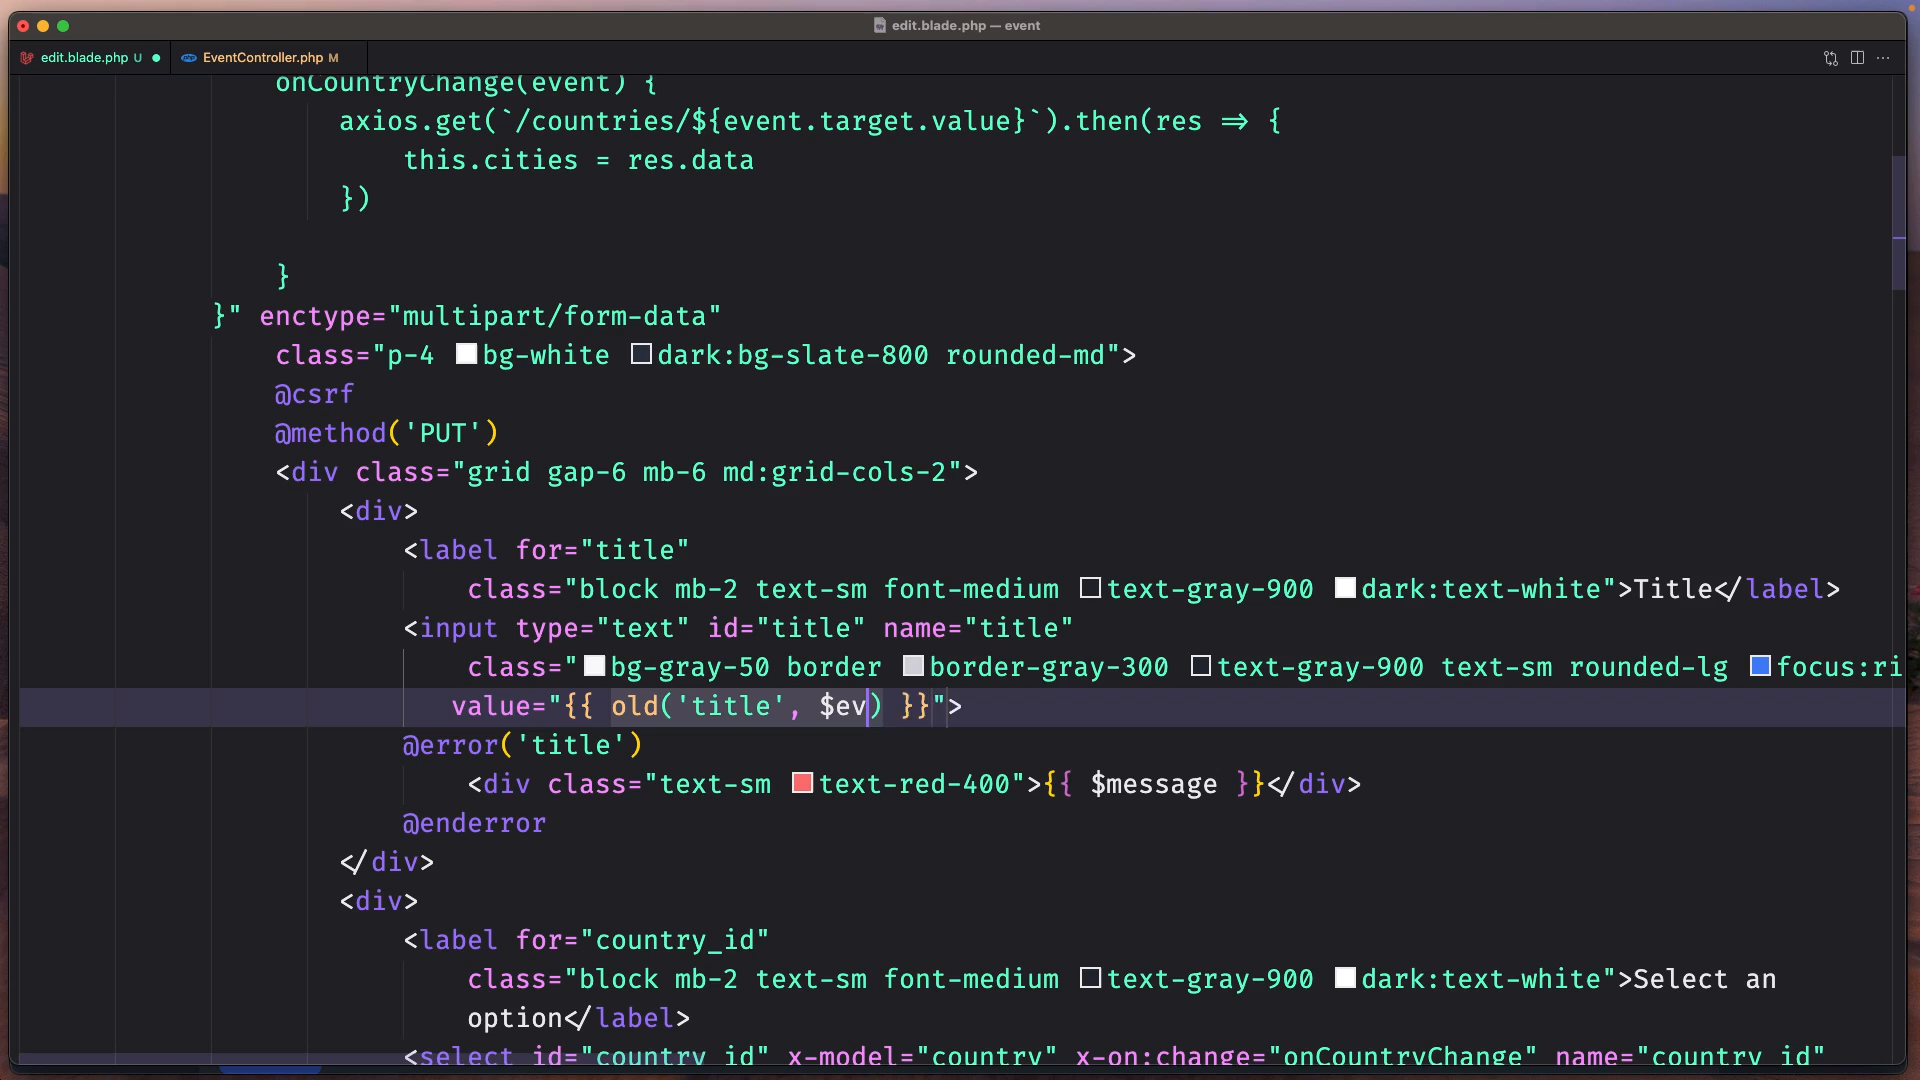 edit.blade.php — event
edit.blade.php U
EventController.php M
onCountryChange(event) {
axios.get(`/countries/${event.target.value}`).then(res => {
this.cities = res.data
})
}
}" enctype="multipart/form-data"
class="p-4 bg-white dark:bg-slate-800 rounded-md">
@csrf
@method('PUT')
<div class="grid gap-6 mb-6 md:grid-cols-2">
<div>
<label for="title"
class="block mb-2 text-sm font-medium text-gray-900 dark:text-white">Title</label>
<input type="text" id="title" name="title"
class="bg-gray-50 border border-gray-300 text-gray-900 text-sm rounded-lg focus:ri
value="{{ old('title', $ev) }}">
@error('title')
<div class="text-sm text-red-400">{{ $message }}</div>
@enderror
</div>
<div>
<label for="country_id"
class="block mb-2 text-sm font-medium text-gray-900 dark:text-white">Select an
option</label>
<select id="country_id" x-model="country" x-on:change="onCountryChange" name="country_id"